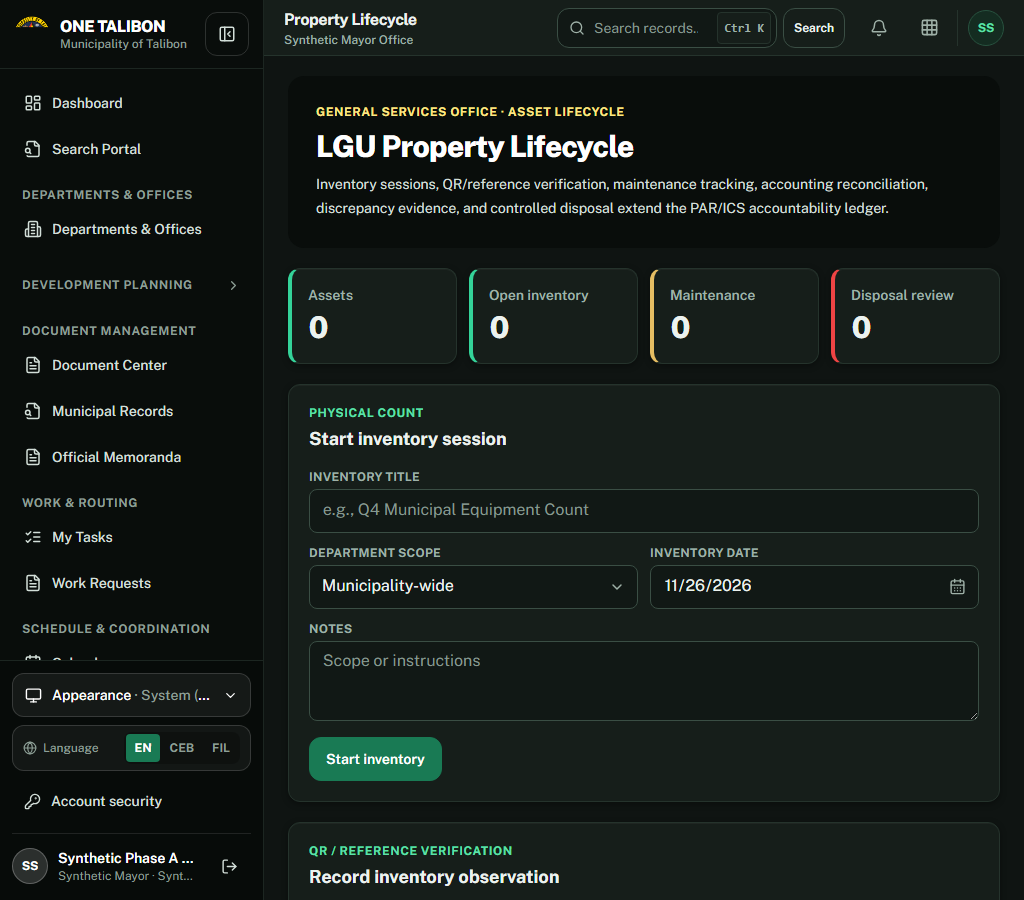 ONE TALIBON
Municipality of Talibon
Dashboard
Search Portal
DEPARTMENTS & OFFICES
Departments & Offices
DEVELOPMENT PLANNING
DOCUMENT MANAGEMENT
Document Center
Municipal Records
Official Memoranda
WORK & ROUTING
My Tasks
Work Requests
SCHEDULE & COORDINATION
Appearance · System (...
Language EN CEB FIL
Account security
SS
Synthetic Phase A ...
Synthetic Mayor · Synt...
Property Lifecycle
Synthetic Mayor Office
Search records.. Ctrl K Search SS
GENERAL SERVICES OFFICE · ASSET LIFECYCLE
LGU Property Lifecycle
Inventory sessions, QR/reference verification, maintenance tracking, accounting reconciliation,
discrepancy evidence, and controlled disposal extend the PAR/ICS accountability ledger.
Assets
0
Open inventory
0
Maintenance
0
Disposal review
0
PHYSICAL COUNT
Start inventory session
INVENTORY TITLE
e.g., Q4 Municipal Equipment Count
DEPARTMENT SCOPE
Municipality-wide
INVENTORY DATE
11/26/2026
NOTES
Scope or instructions
Start inventory
QR / REFERENCE VERIFICATION
Record inventory observation